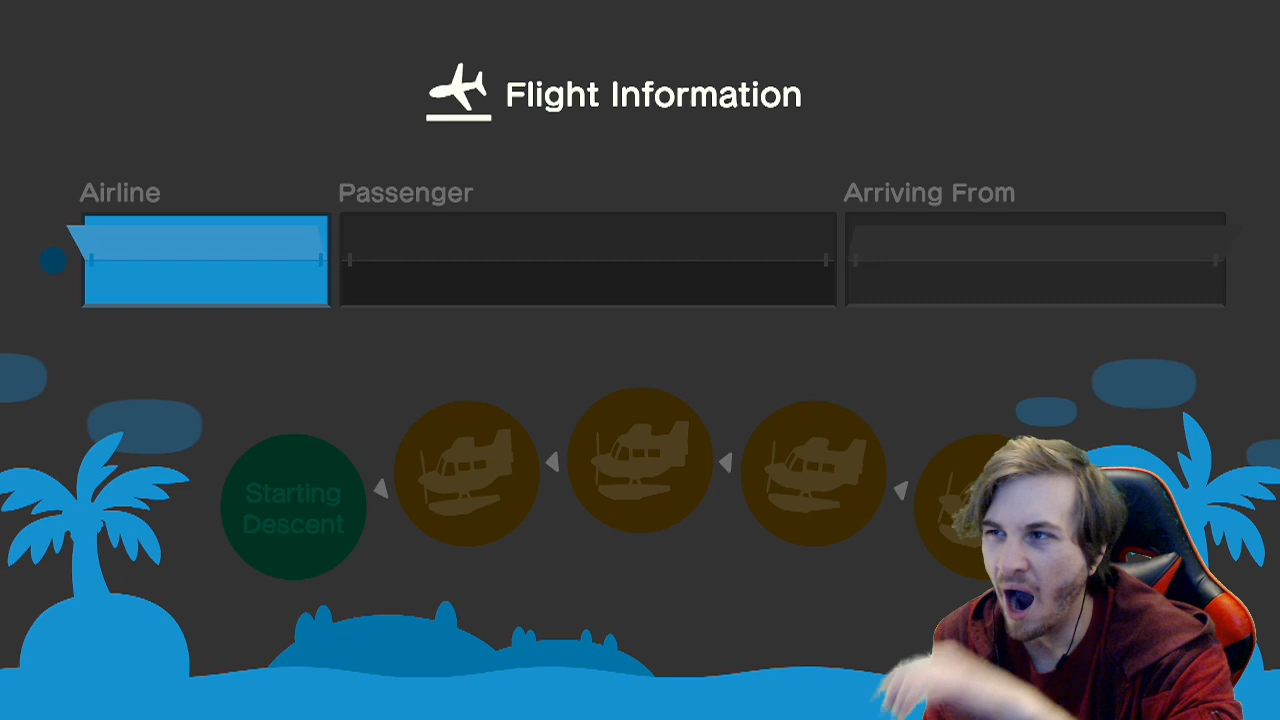 Flight Information
Airline
Passenger
Arriving From
Starting
Descent